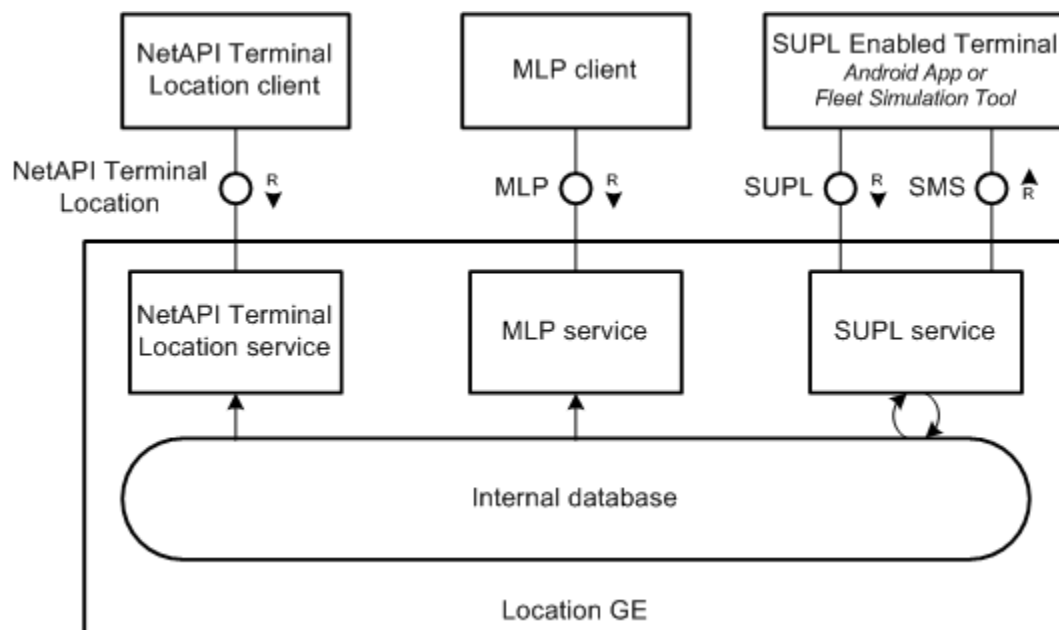 NetAPI Terminal
Location client
MLP client
SUPL Enabled Terminal
Android App or
Fleet Simulation Tool
NetAPI Terminal
Location
R
MLP
R
SUPL
R
SMS
R
NetAPI Terminal
Location service
MLP service
SUPL service
Internal database
Location GE